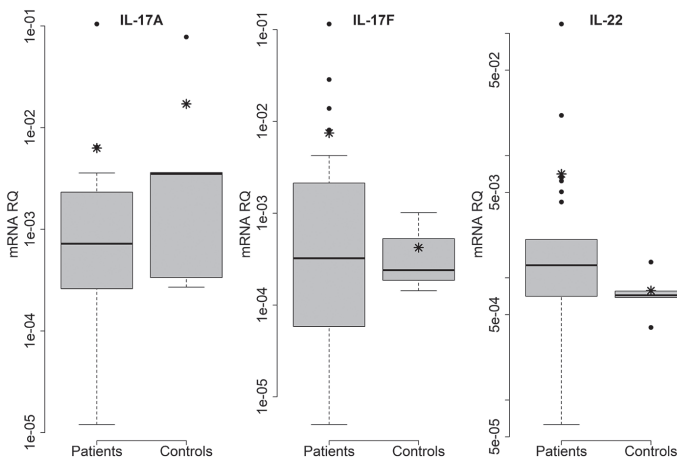 IL-17A
mRNA RQ
1e-01
1e-02
1e-03
1e-04
1e-05
Patients Controls
IL-17F
mRNA RQ
1e-01
1e-02
1e-03
1e-04
1e-05
Patients Controls
IL-22
mRNA RQ
5e-02
5e-03
5e-04
5e-05
Patients Controls